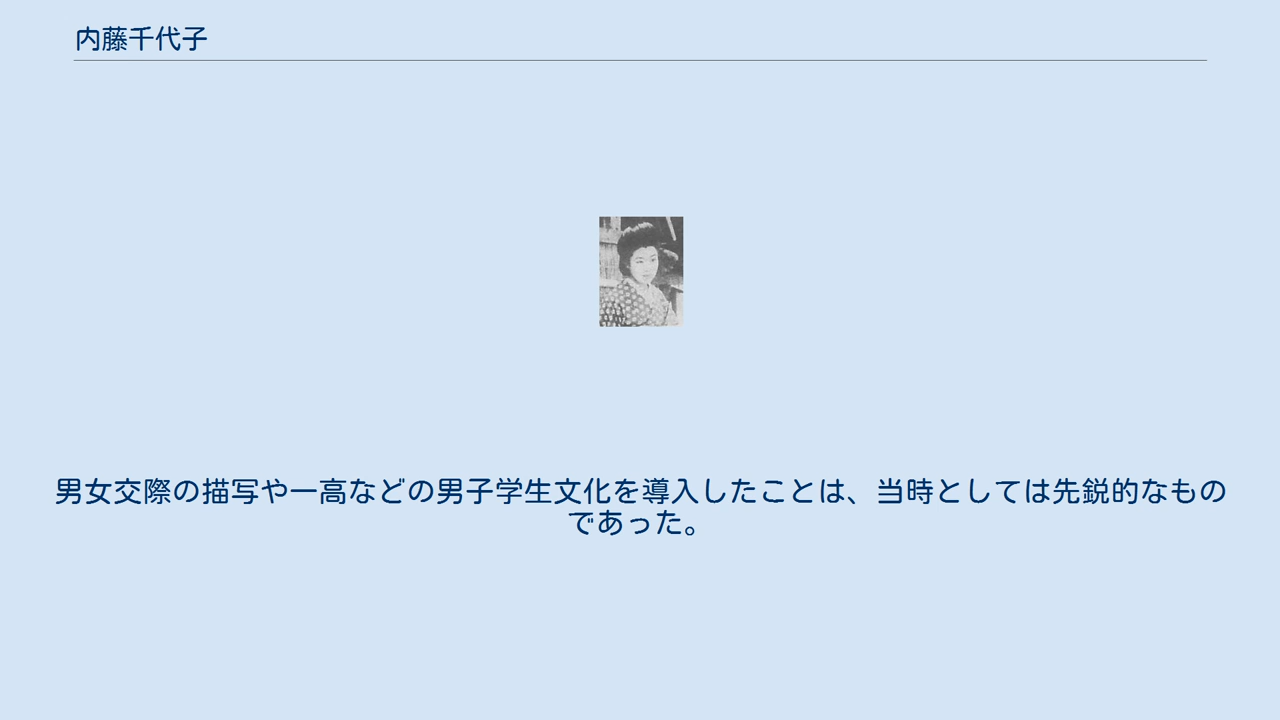 内藤千代子
男女交際の描写や一高などの男子学生文化を導入したことは、当時としては先鋭的なもの
であった。